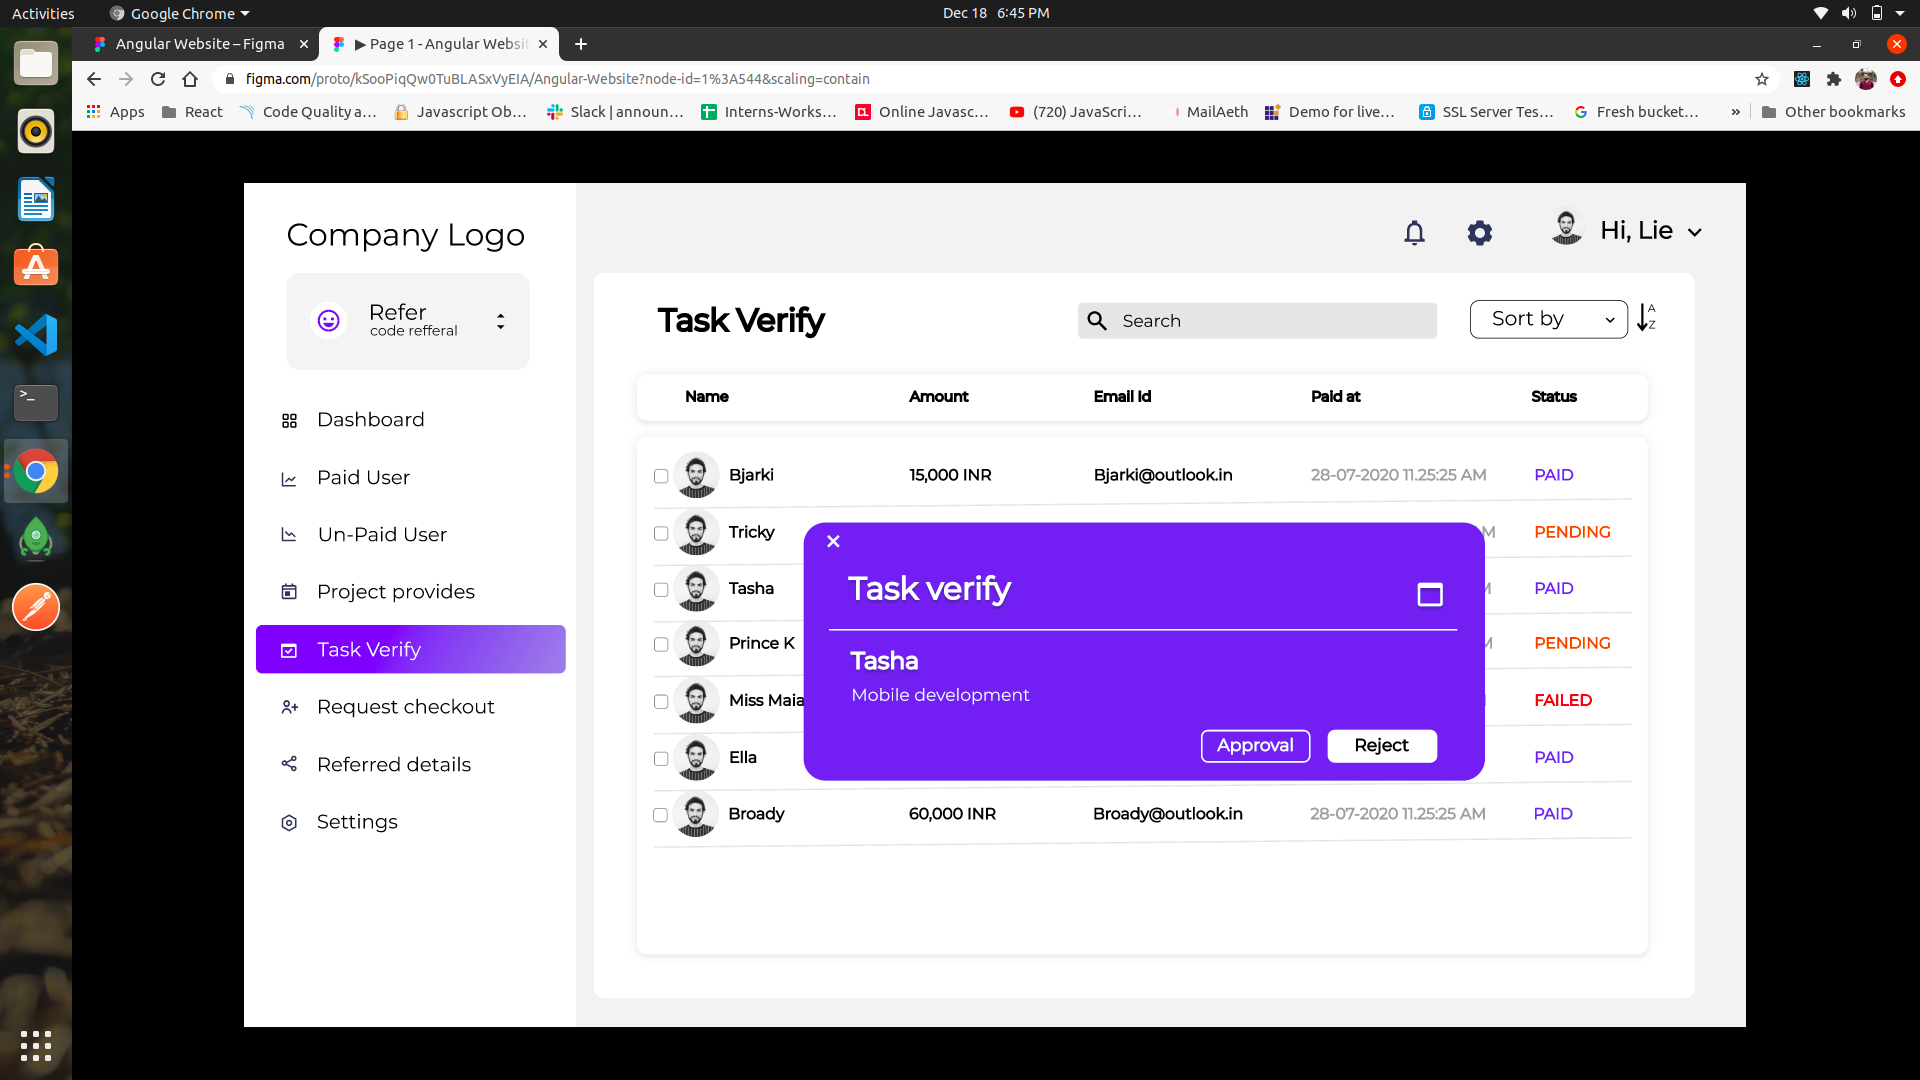 Activities
Google Chrome
Dec 18 6:45 PM
Angular Website – Figma
▶ Page 1 - Angular Websit
figma.com/proto/kSooPiqQw0TuBLASxVyEIA/Angular-Website?node-id=1%3A544&scaling=contain
Apps
React
Code Quality a...
Javascript Ob...
Slack | announ...
Interns-Works...
Online Javasc...
(720) JavaScri...
MailAeth
Demo for live...
SSL Server Tes...
Fresh bucket...
»
Other bookmarks
Company Logo
Hi, Lie
Refer
code refferal
Dashboard
Paid User
Un-Paid User
Project provides
Task Verify
Request checkout
Referred details
Settings
Task Verify
Search
Sort by
A
Z
Name Amount Email Id Paid at Status
Bjarki 15,000 INR Bjarki@outlook.in 28-07-2020 11.25:25 AM PAID
Tricky M PENDING
Tasha PAID
Prince K PENDING
Miss Maia FAILED
Ella PAID
Broady 60,000 INR Broady@outlook.in 28-07-2020 11.25:25 AM PAID
Task verify
Tasha
Mobile development
Approval
Reject